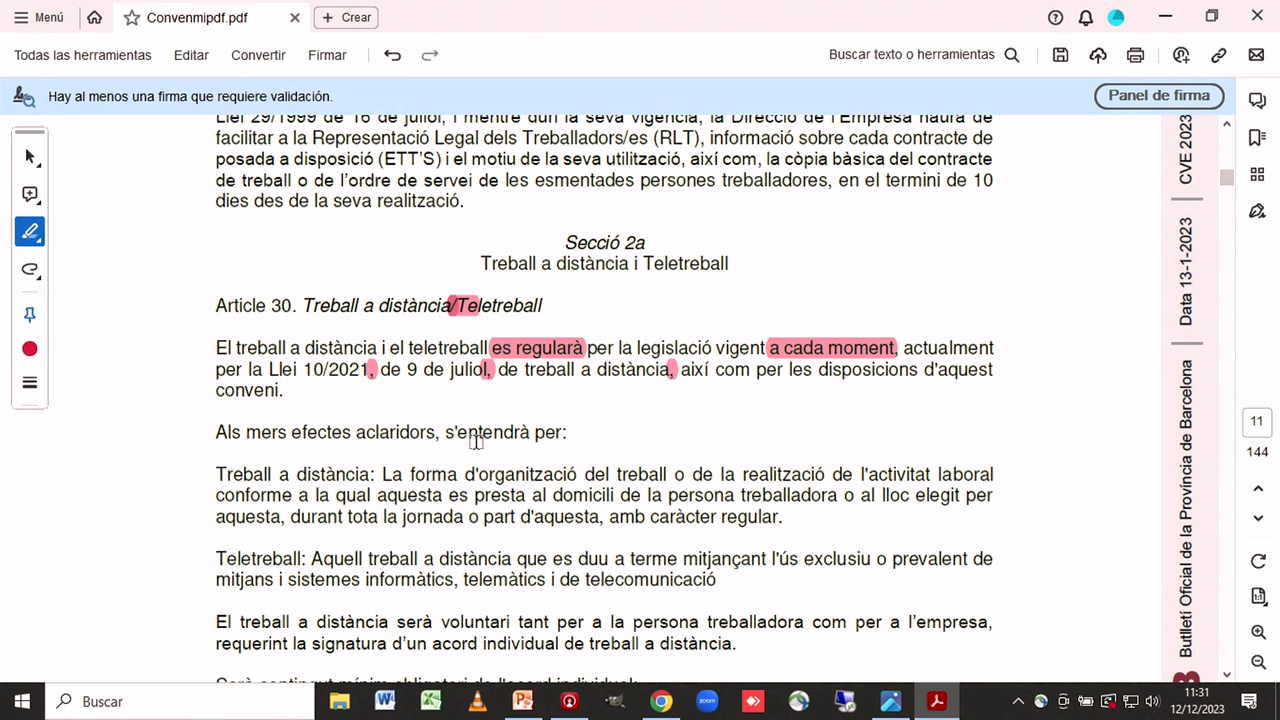 Menú
Convenmipdf.pdf
Crear
Todas las herramientas
Editar
Convertir
Firmar
Buscar texto o herramientas
Hay al menos una firma que requiere validación.
Panel de firma
Llei 29/1999 de 16 de juliol, i mentre duri la seva vigència, la Direcció de l'Empresa haurà de
facilitar a la Representació Legal dels Treballadors/es (RLT), informació sobre cada contracte de
posada a disposició (ETT'S) i el motiu de la seva utilització, així com, la còpia bàsica del contracte
de treball o de l'ordre de servei de les esmentades persones treballadores, en el termini de 10
dies des de la seva realització.
Secció 2a
Treball a distància i Teletreball
Article 30. Treball a distància/Teletreball
El treball a distància i el teletreball es regularà per la legislació vigent a cada moment, actualment
per la Llei 10/2021, de 9 de juliol, de treball a distància, així com per les disposicions d'aquest
conveni.
Als mers efectes aclaridors, s'entendrà per:
Treball a distància: La forma d'organització del treball o de la realització de l'activitat laboral
conforme a la qual aquesta es presta al domicili de la persona treballadora o al lloc elegit per
aquesta, durant tota la jornada o part d'aquesta, amb caràcter regular.
Teletreball: Aquell treball a distància que es duu a terme mitjançant l'ús exclusiu o prevalent de
mitjans i sistemes informàtics, telemàtics i de telecomunicació
El treball a distància serà voluntari tant per a la persona treballadora com per a l'empresa,
requerint la signatura d'un acord individual de treball a distància.
Serà contingut mínim obligatori de l'acord individual:
CVE 2023
Data 13-1-2023
Butlletí Oficial de la Província de Barcelona
B
11
144
Buscar
zoom
11:31
12/12/2023